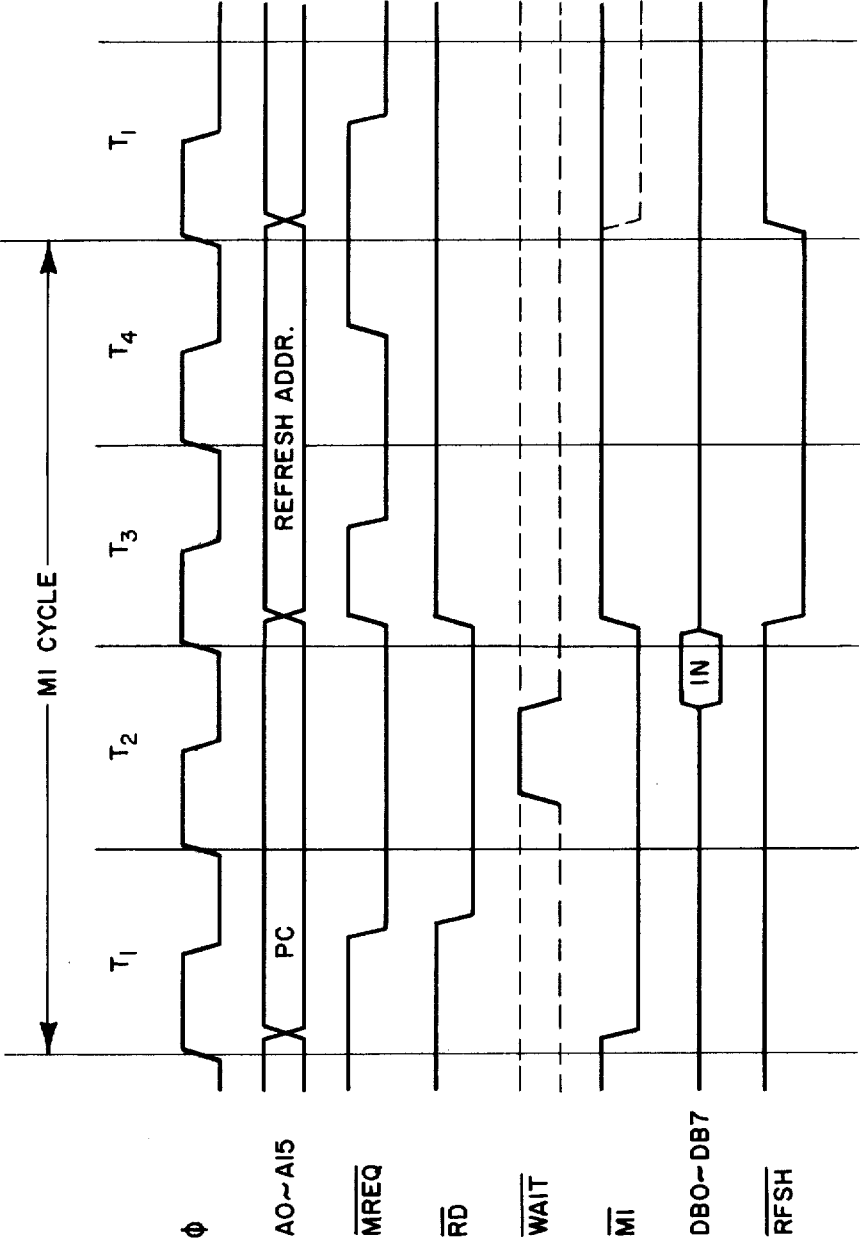 M1 CYCLE
T1 T2 T3 T4 T1
φ
A0~A15 PC REFRESH ADDR.
MREQ
RD
WAIT
M1
DB0~DB7 IN
RFSH